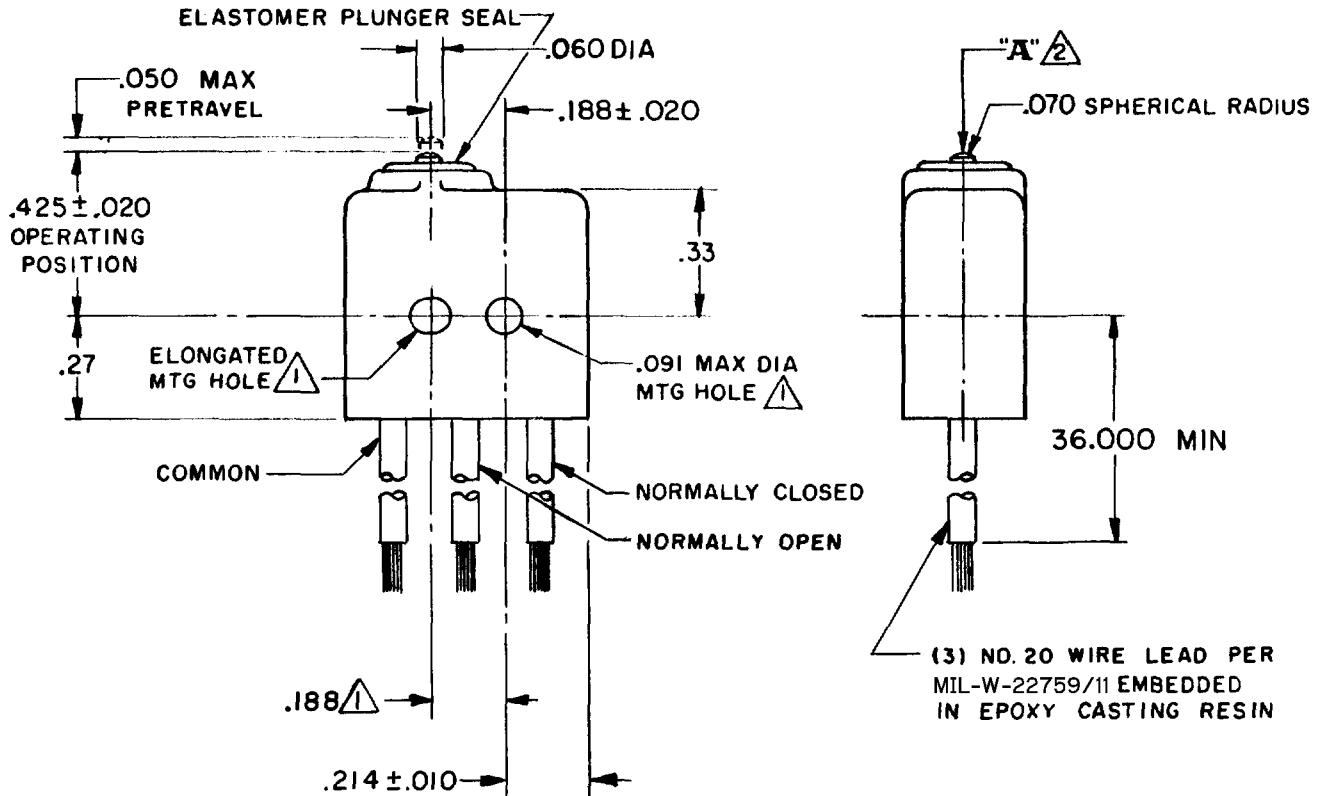 ELASTOMER PLUNGER SEAL
.060 DIA
.050 MAX
PRETRAVEL
.188±.020
.425±.020
OPERATING
POSITION
.33
.27
ELONGATED
MTG HOLE 1
.091 MAX DIA
MTG HOLE 1
COMMON
NORMALLY CLOSED
NORMALLY OPEN
.188 1
.214±.010
"A" 2
.070 SPHERICAL RADIUS
36.000 MIN
(3) NO. 20 WIRE LEAD PER
MIL-W-22759/11 EMBEDDED
IN EPOXY CASTING RESIN